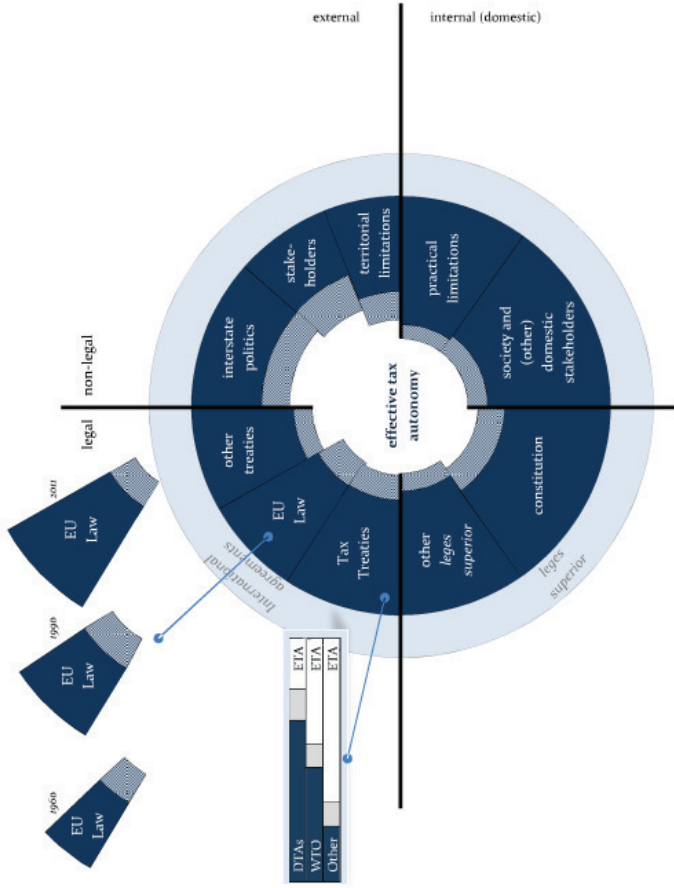 external
internal (domestic)
non-legal
legal
interstate
politics
stake-
holders
territorial
limitations
practical
limitations
society and
(other)
domestic
stakeholders
effective tax
autonomy
other
treaties
EU
Law
Tax
Treaties
other
leges
superior
constitution
International
agreements
leges
superior
2011
EU
Law
1990
EU
Law
1960
EU
Law
DTAs ETA
WTO ETA
Other ETA